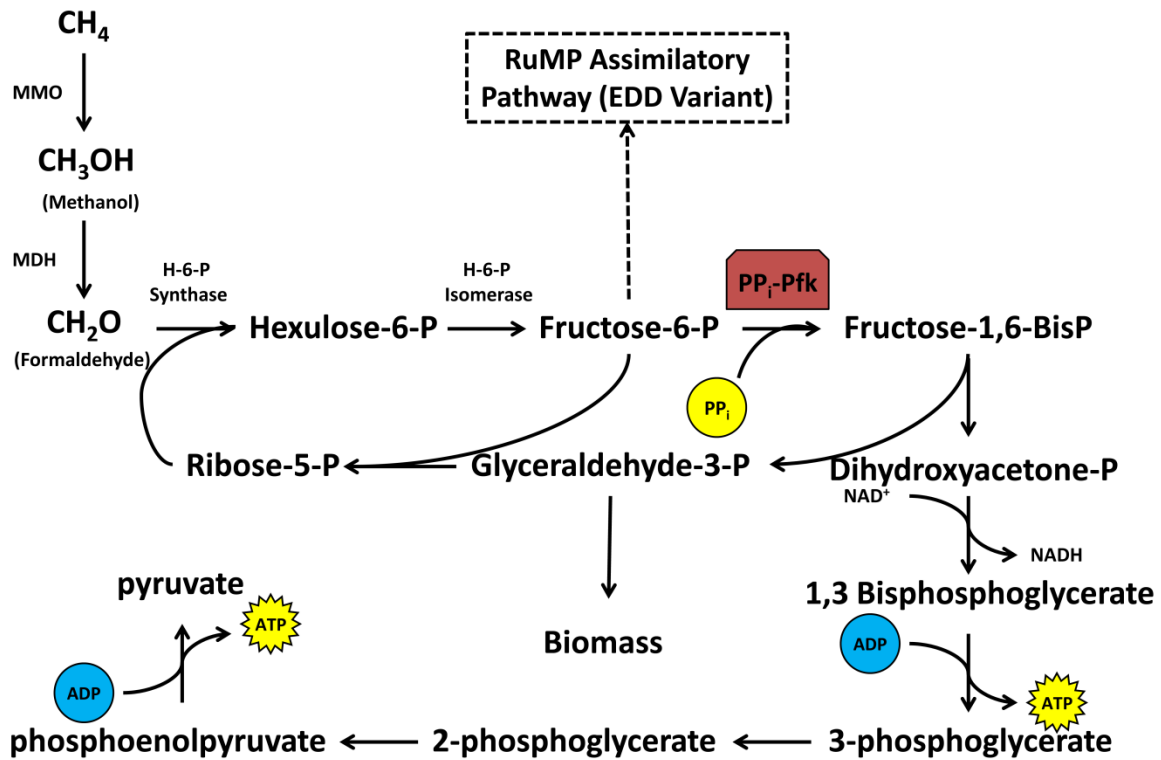 CH4
MMO
CH3OH
(Methanol)
MDH
CH2O
(Formaldehyde)
RuMP Assimilatory
Pathway (EDD Variant)
H-6-P
Synthase
Hexulose-6-P
H-6-P
Isomerase
Fructose-6-P
PPi-Pfk
PPi
Fructose-1,6-BisP
Ribose-5-P
Glyceraldehyde-3-P
Dihydroxyacetone-P
NAD+
NADH
1,3 Bisphosphoglycerate
ADP
ATP
Biomass
pyruvate
ATP
ADP
phosphoenolpyruvate
2-phosphoglycerate
3-phosphoglycerate